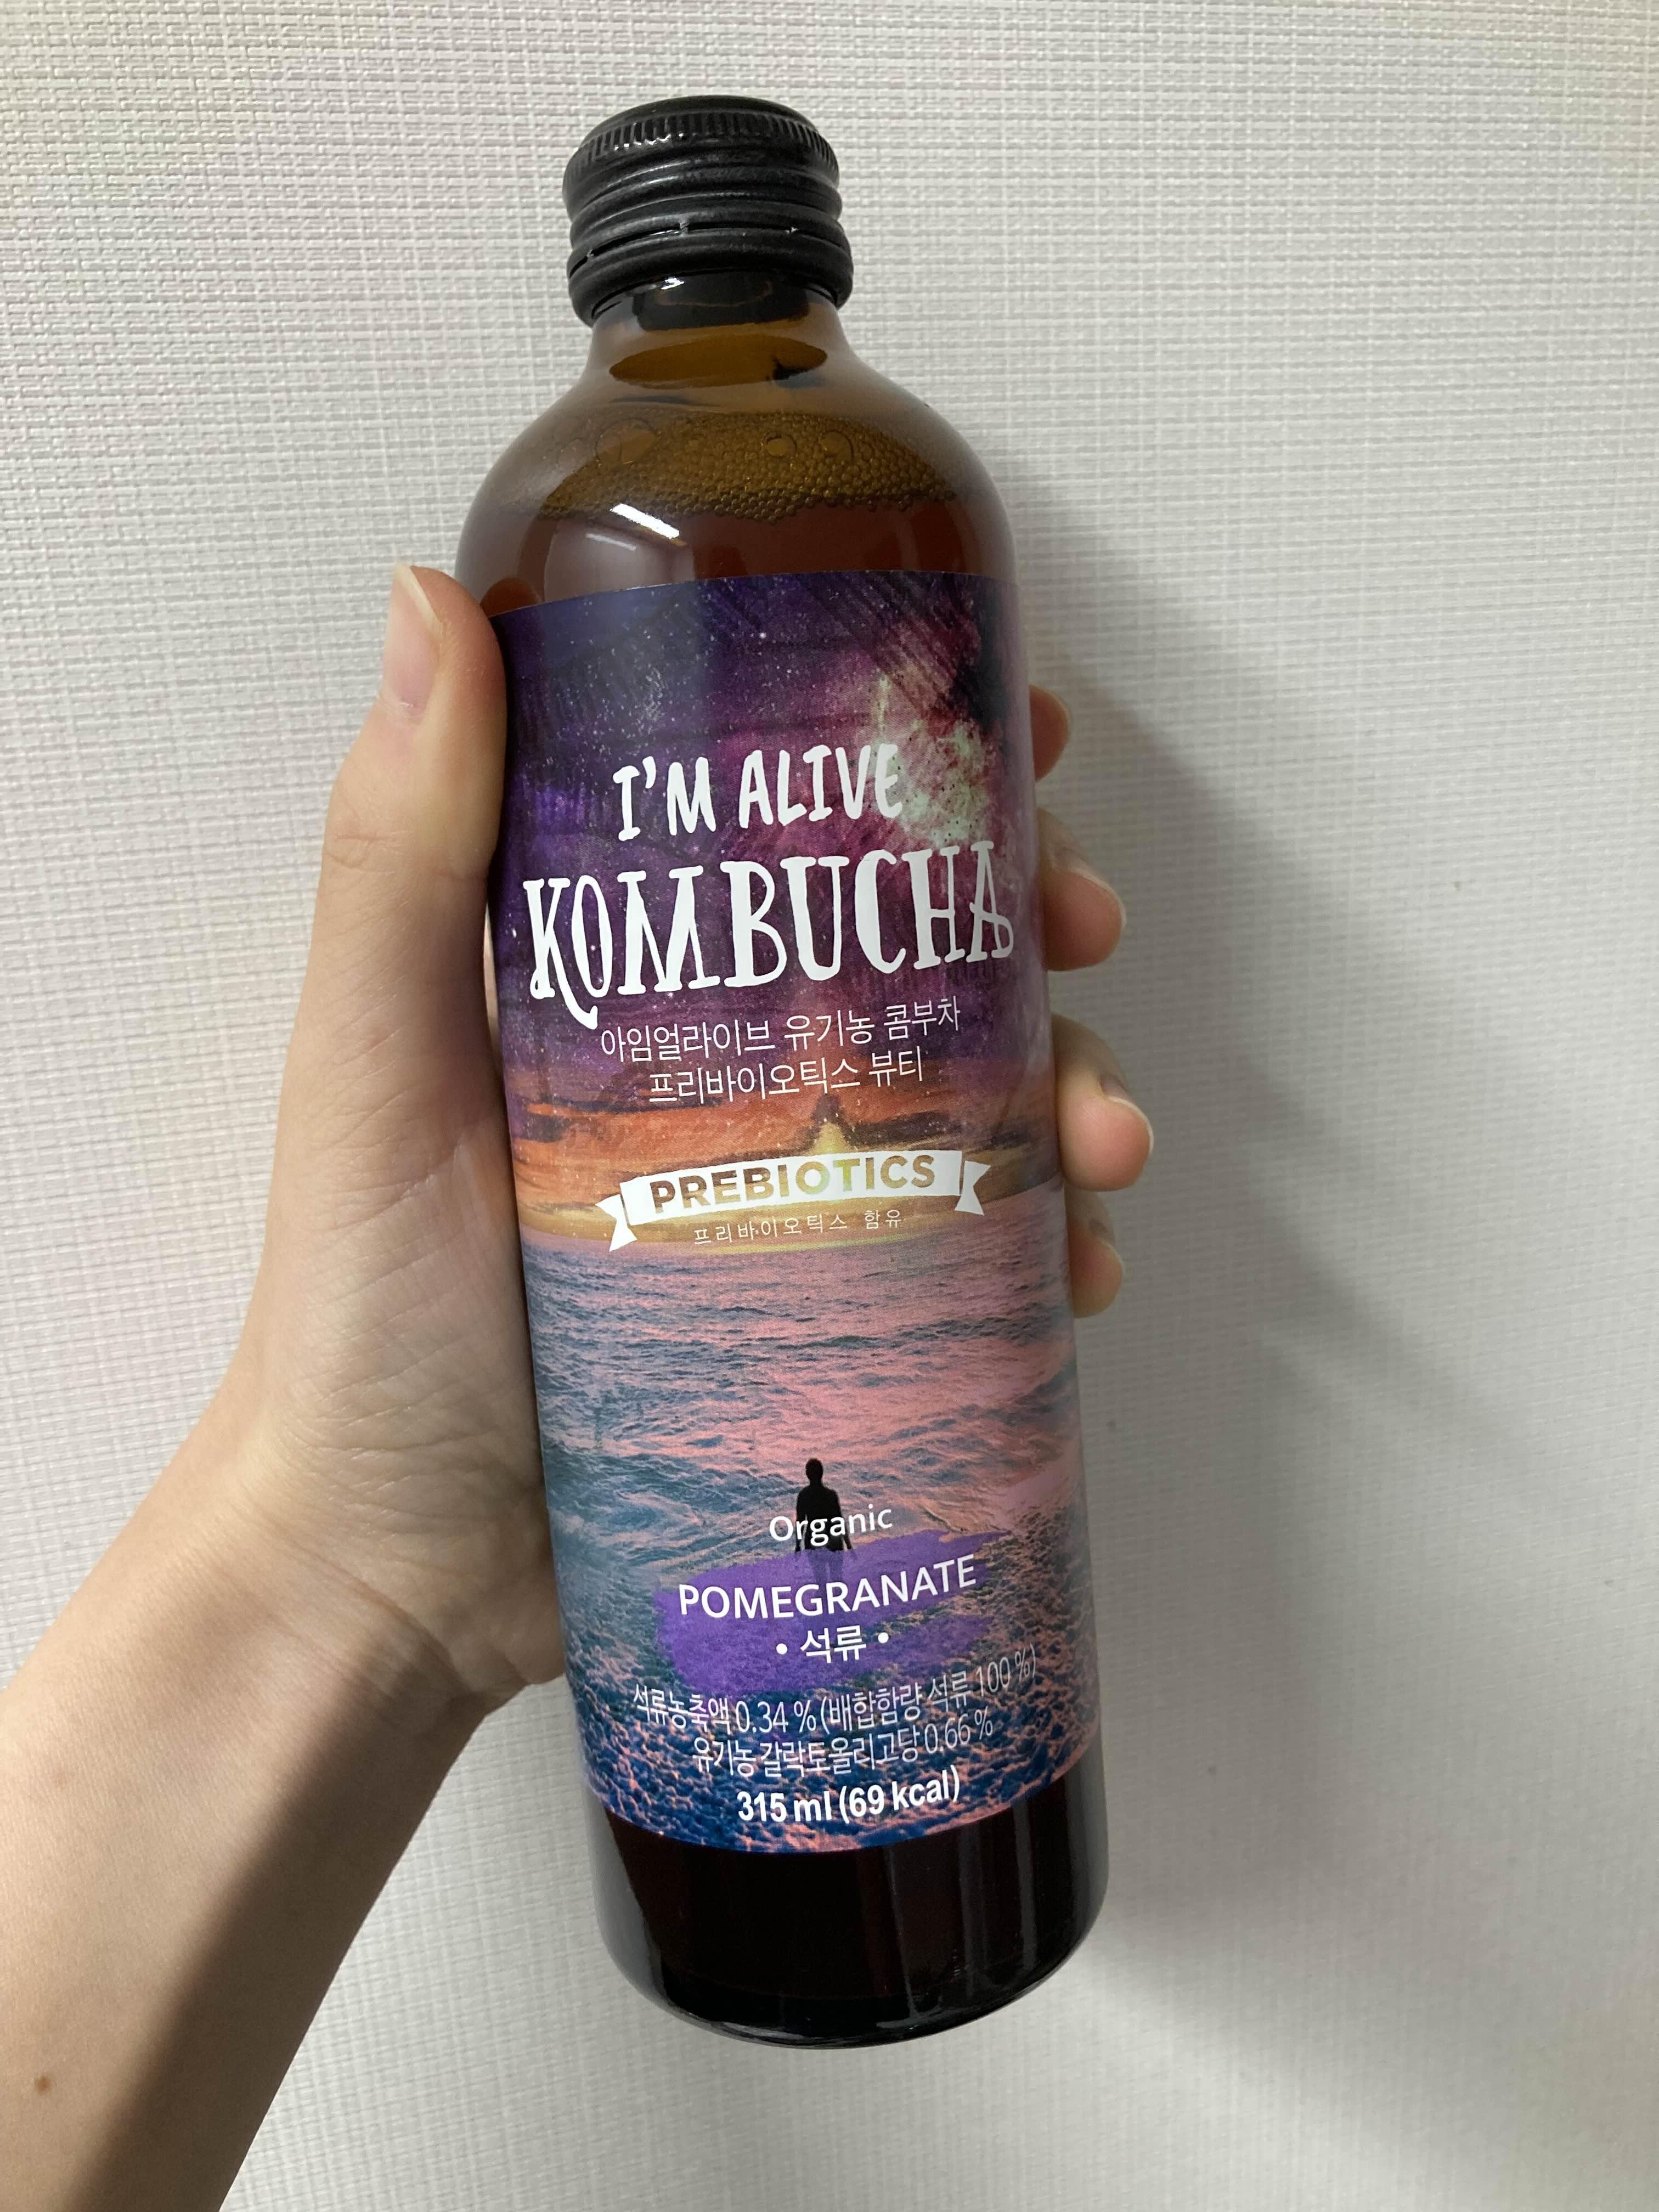 I'M ALIVE
KOMBUCHA
아임얼라이브 유기농 콤부차
프리바이오틱스 뷰티
PREBIOTICS
프리바이오틱스 함유
Organic
POMEGRANATE
• 석류 •
석류농축액 0.34 % (배합함량 석류 100 %)
유기농 갈락토올리고당 0.66 %
315 ml (69 kcal)